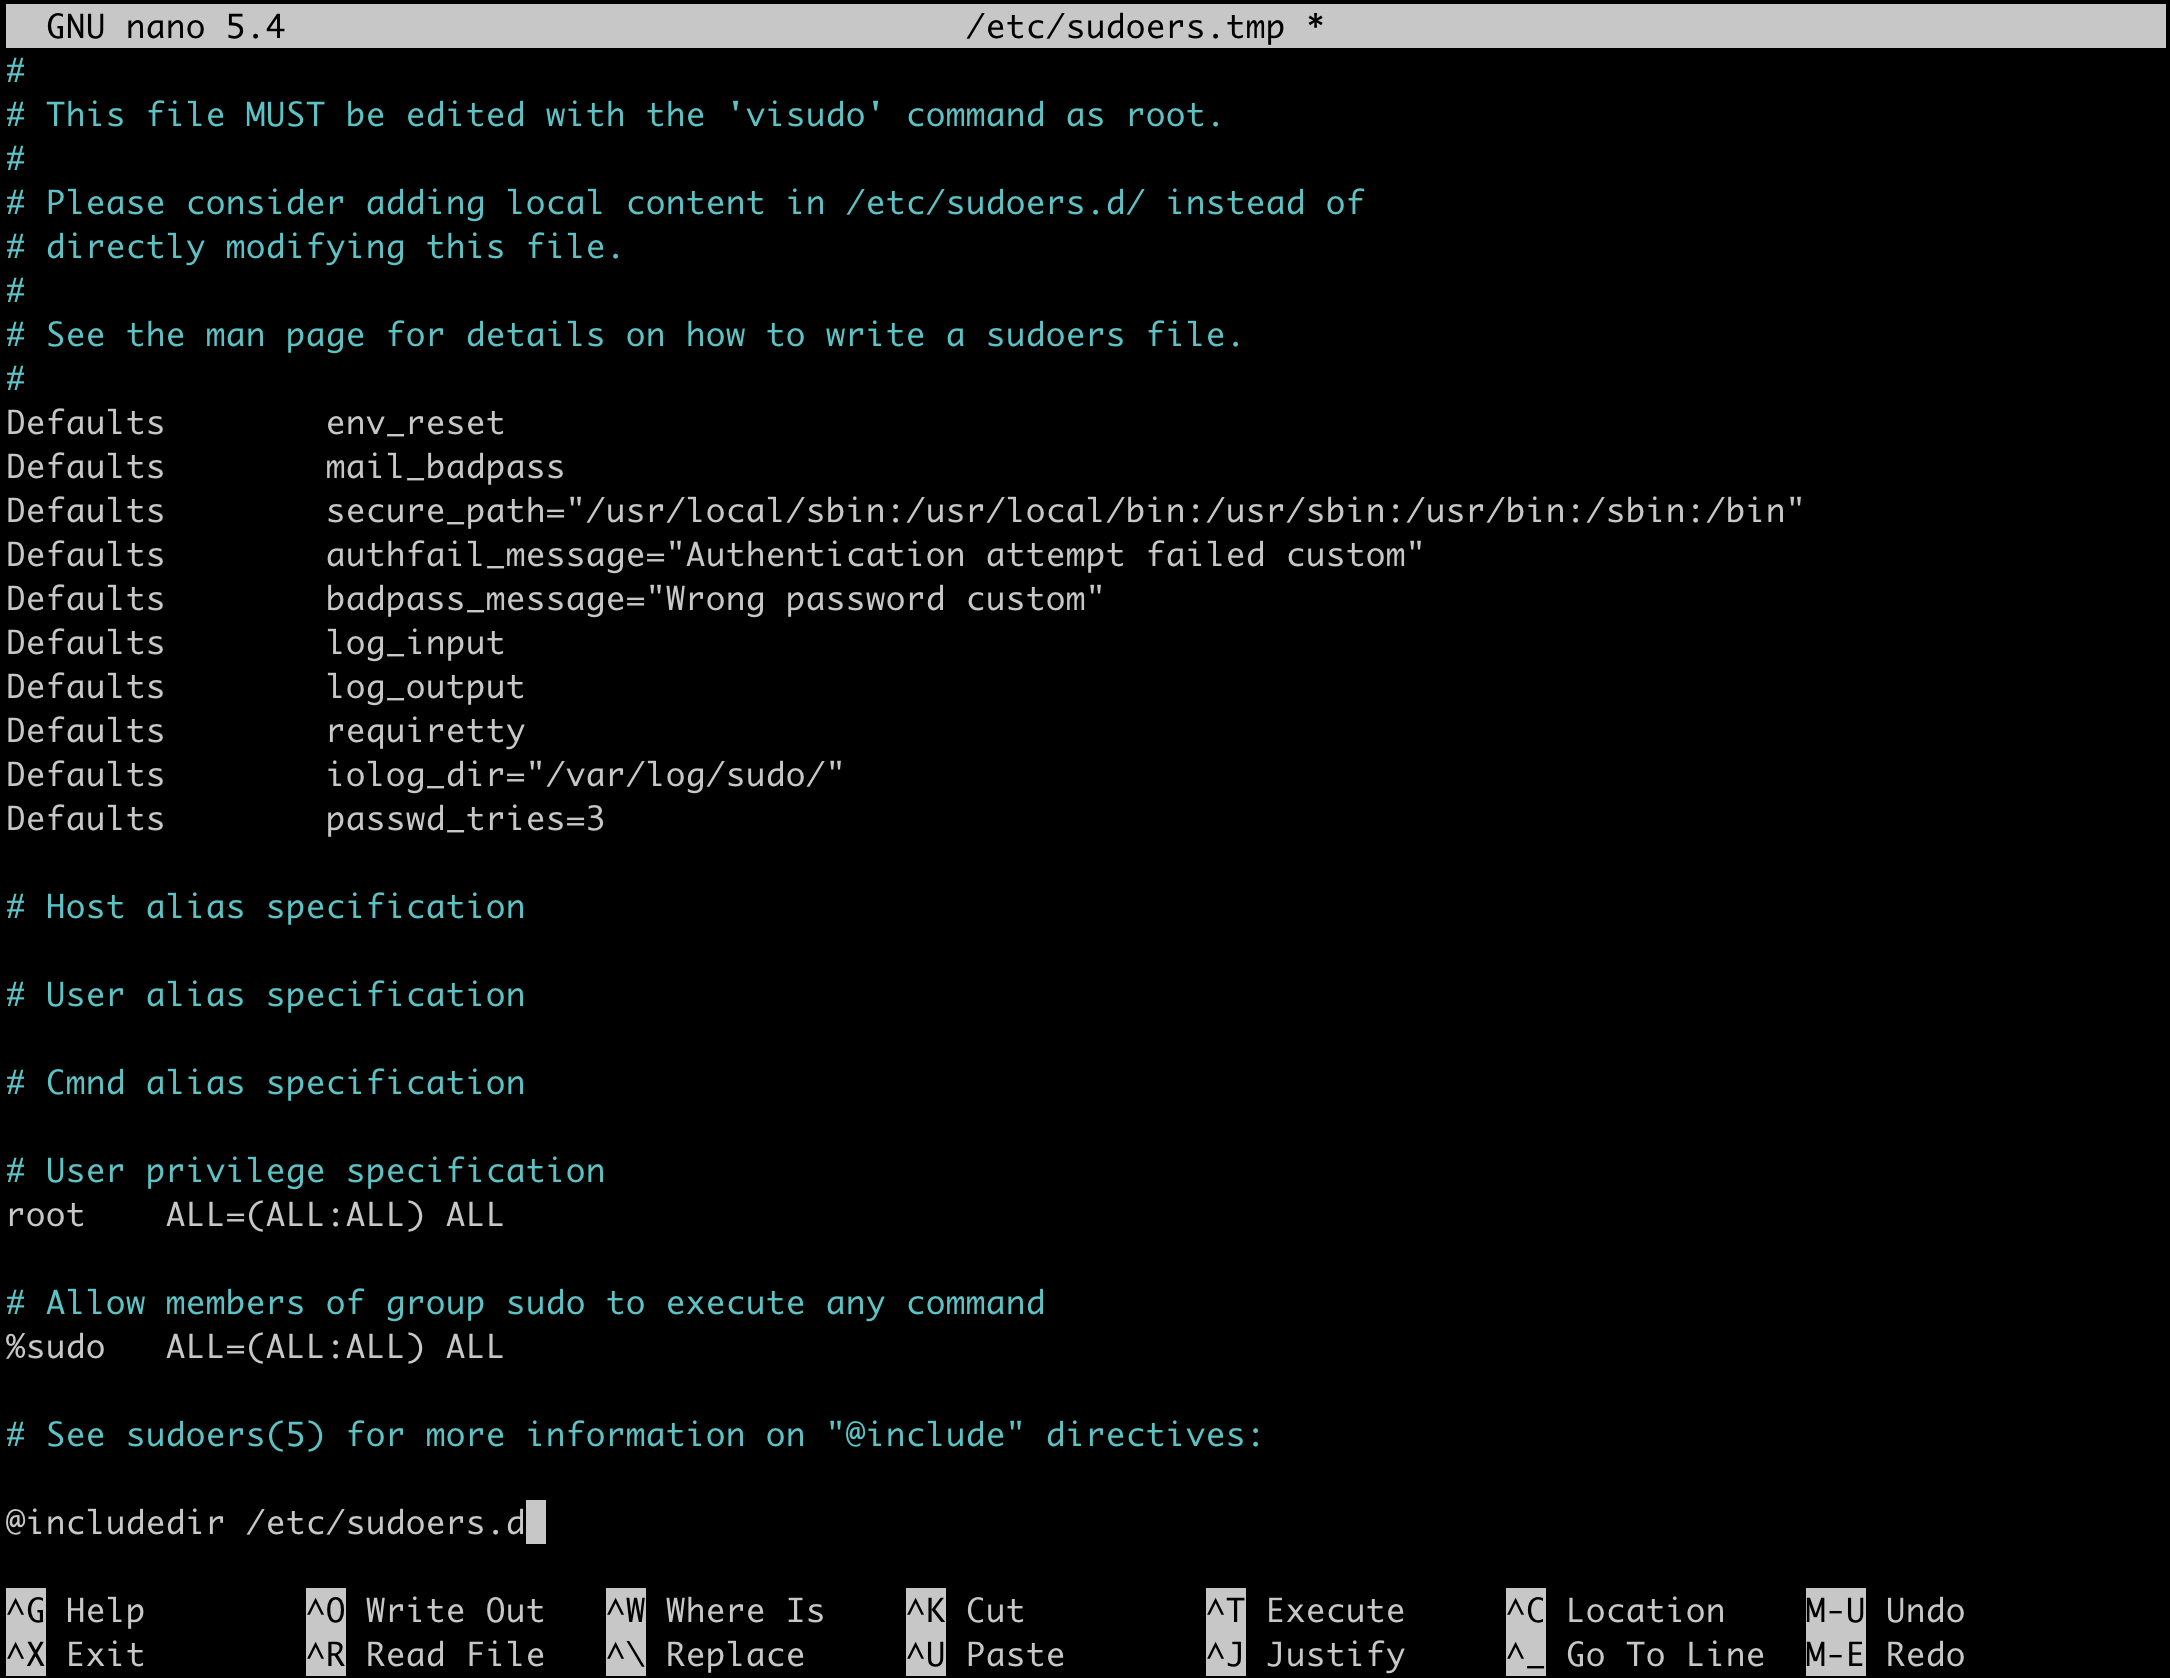 GNU nano 5.4 /etc/sudoers.tmp *
#
# This file MUST be edited with the 'visudo' command as root.
#
# Please consider adding local content in /etc/sudoers.d/ instead of
# directly modifying this file.
#
# See the man page for details on how to write a sudoers file.
#
Defaults env_reset
Defaults mail_badpass
Defaults secure_path="/usr/local/sbin:/usr/local/bin:/usr/sbin:/usr/bin:/sbin:/bin"
Defaults authfail_message="Authentication attempt failed custom"
Defaults badpass_message="Wrong password custom"
Defaults log_input
Defaults log_output
Defaults requiretty
Defaults iolog_dir="/var/log/sudo/"
Defaults passwd_tries=3
# Host alias specification
# User alias specification
# Cmnd alias specification
# User privilege specification
root ALL=(ALL:ALL) ALL
# Allow members of group sudo to execute any command
%sudo ALL=(ALL:ALL) ALL
# See sudoers(5) for more information on "@include" directives:
@includedir /etc/sudoers.d
^G Help ^O Write Out ^W Where Is ^K Cut ^T Execute ^C Location M-U Undo
^X Exit ^R Read File ^\ Replace ^U Paste ^J Justify ^_ Go To Line M-E Redo